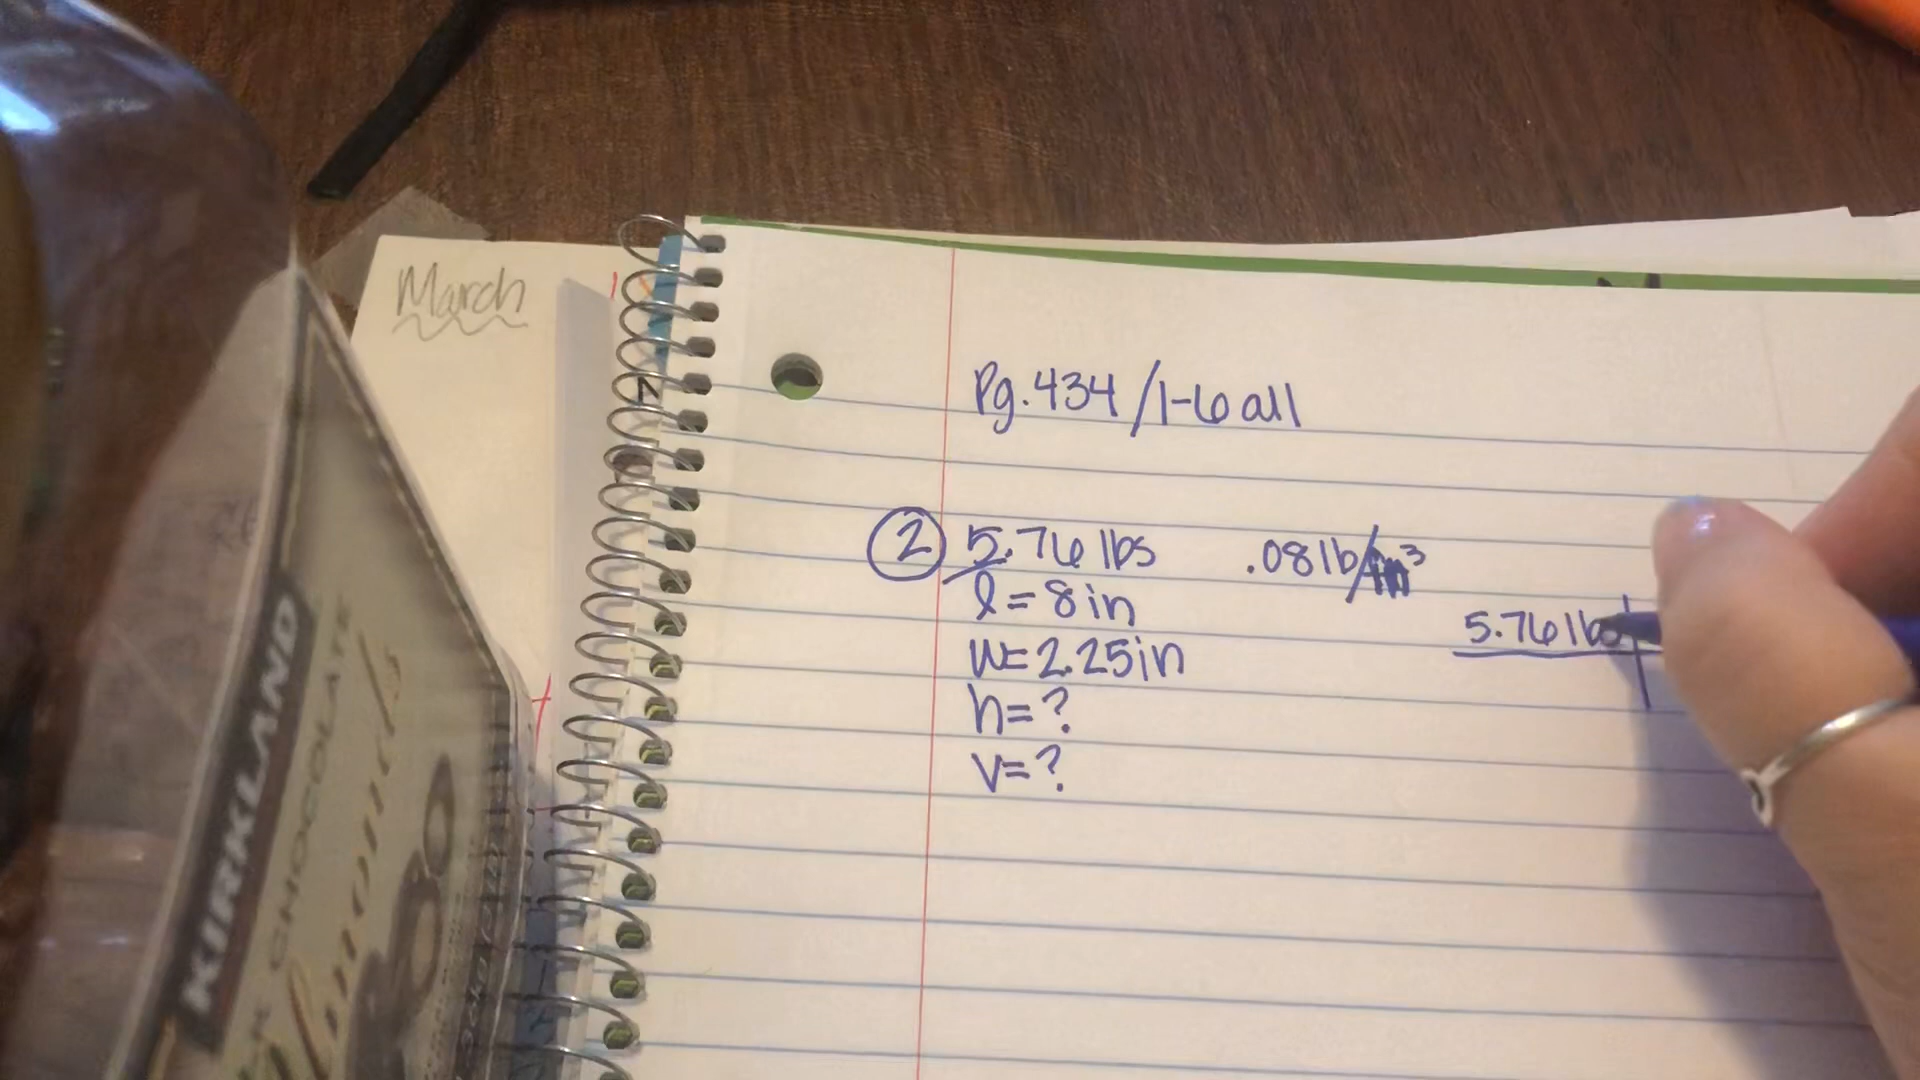 March
Pg. 434 / 1-6 all
2 5.76 lbs .08 lb/in³
l = 8 in
5.76 lbs
w = 2.25 in
h = ?
v = ?
KIRKLAND
CHOCOLATE